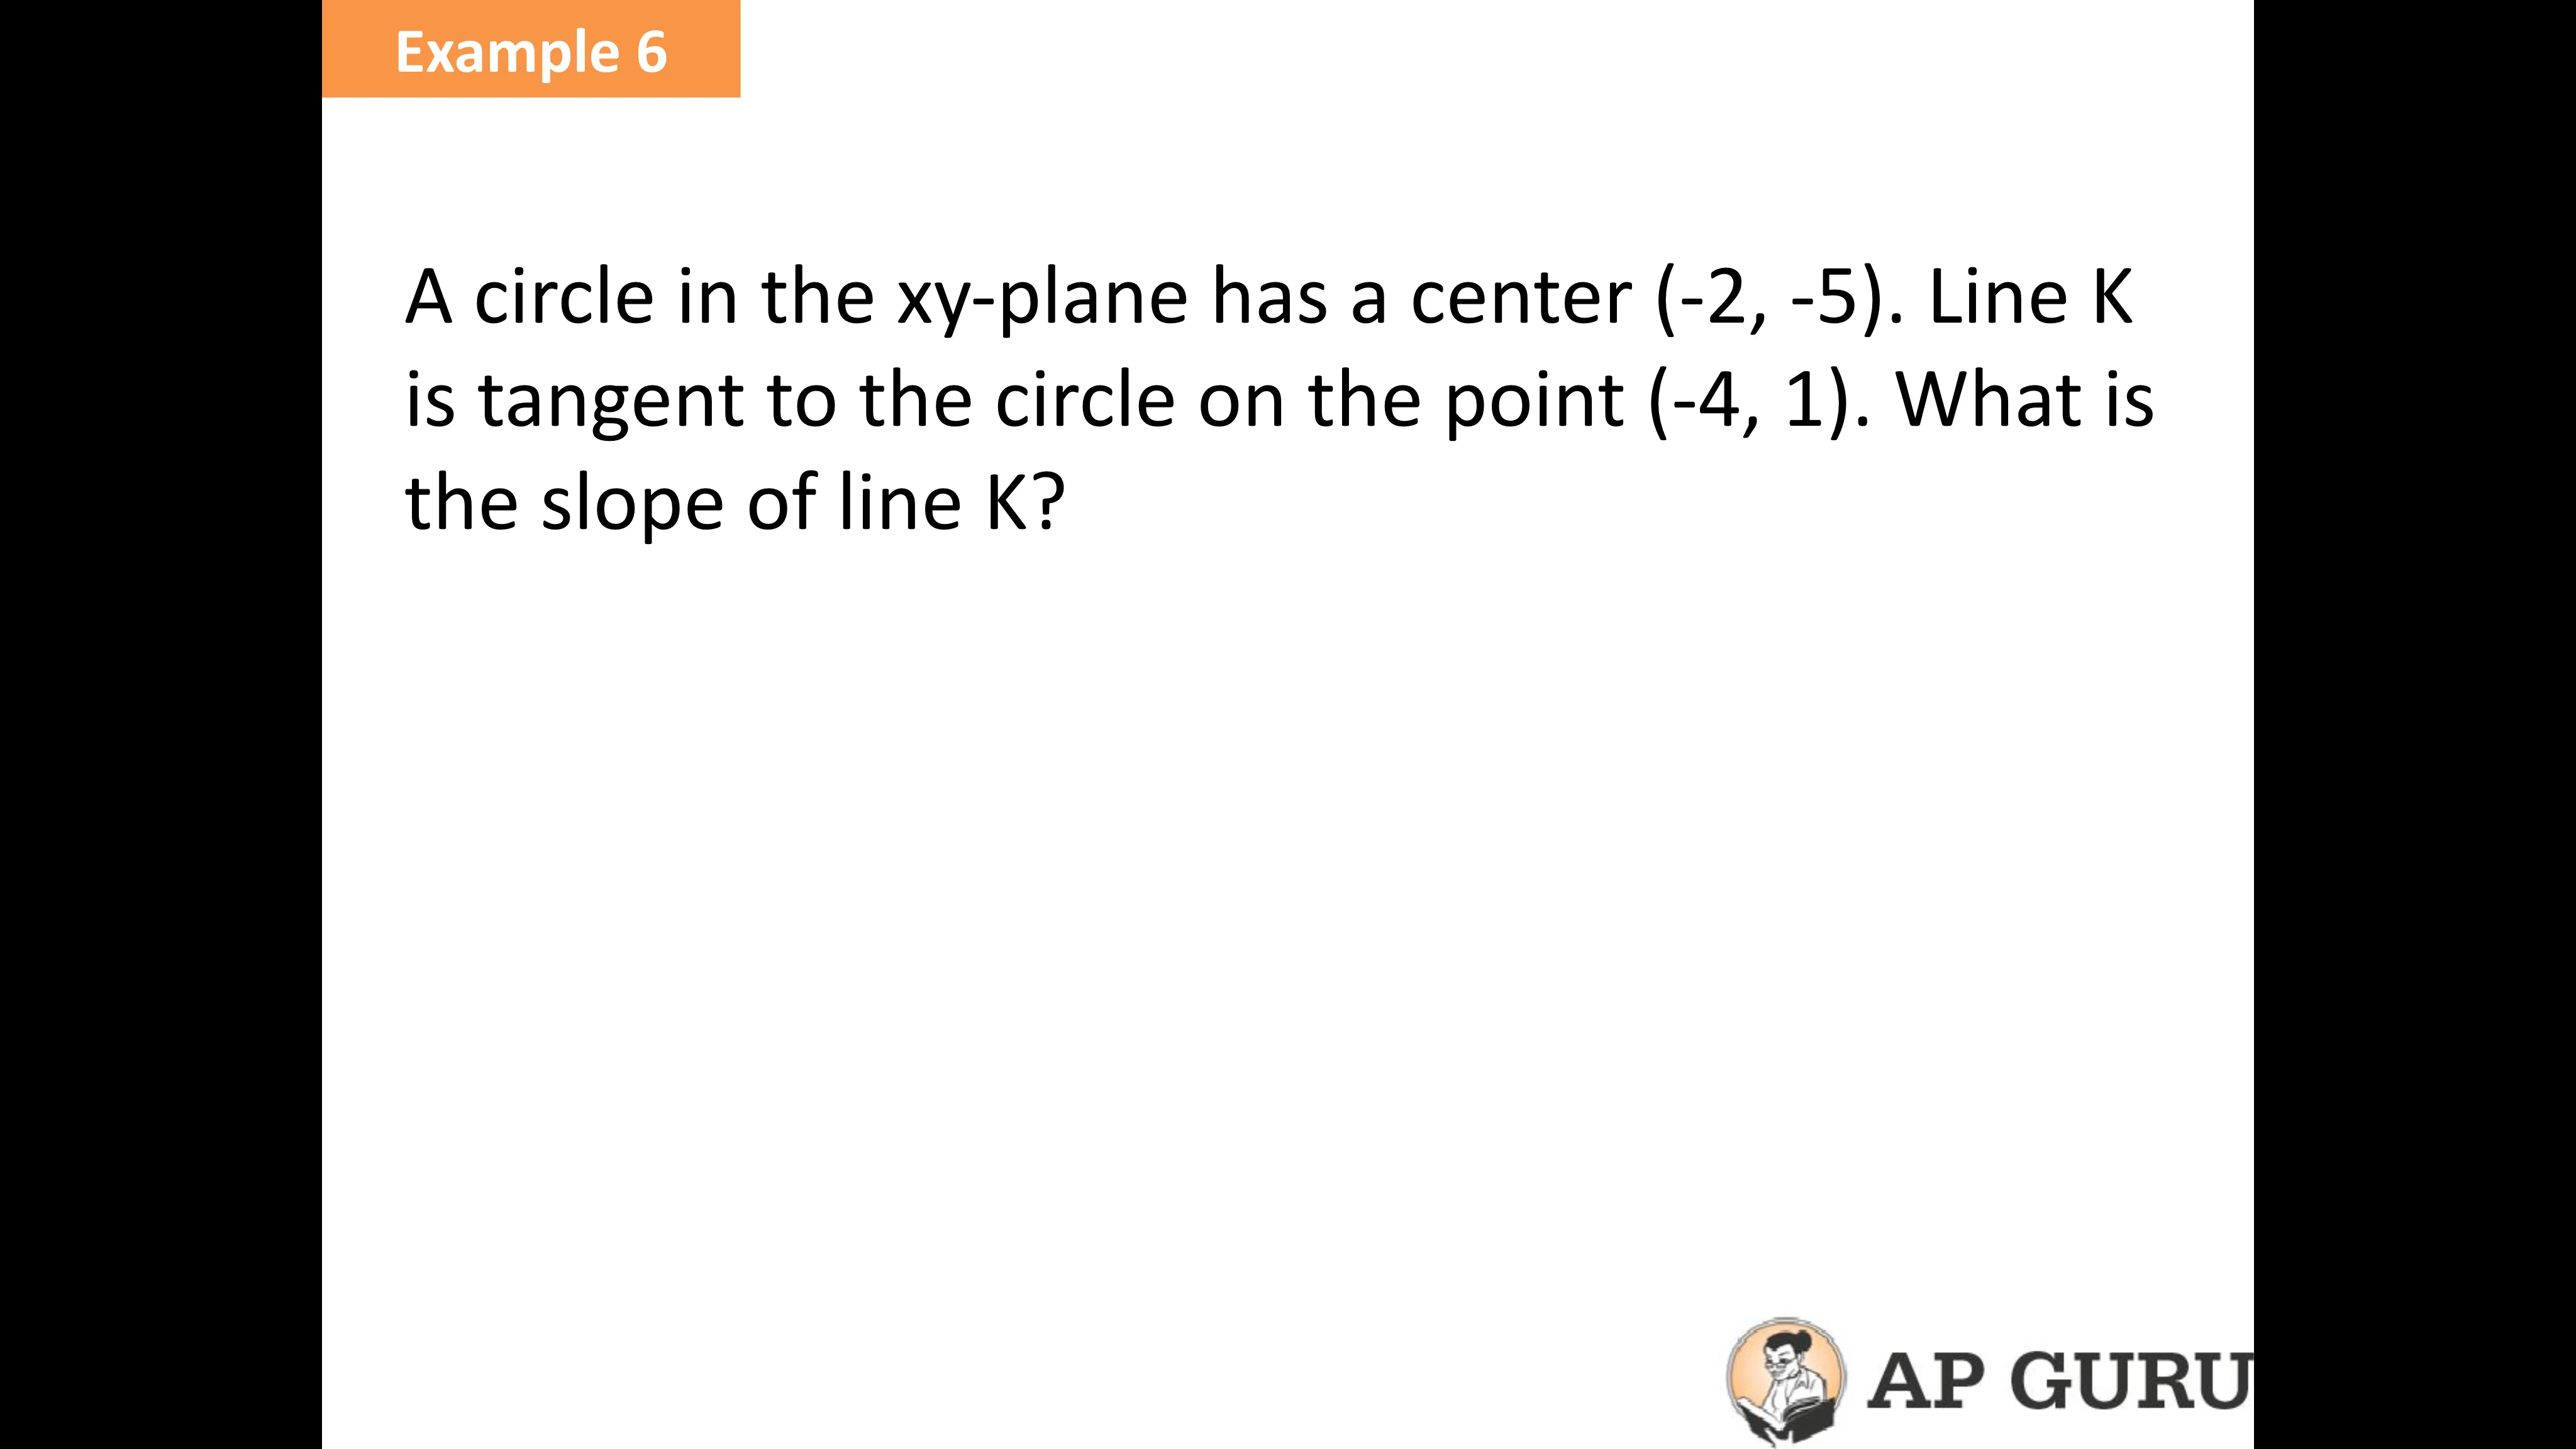 Example 6
A circle in the xy-plane has a center (-2, -5). Line K
is tangent to the circle on the point (-4, 1). What is
the slope of line K?
AP GURU